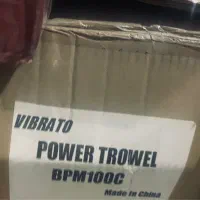 VIBRATO
POWER TROWEL
BPM100C
Made in China